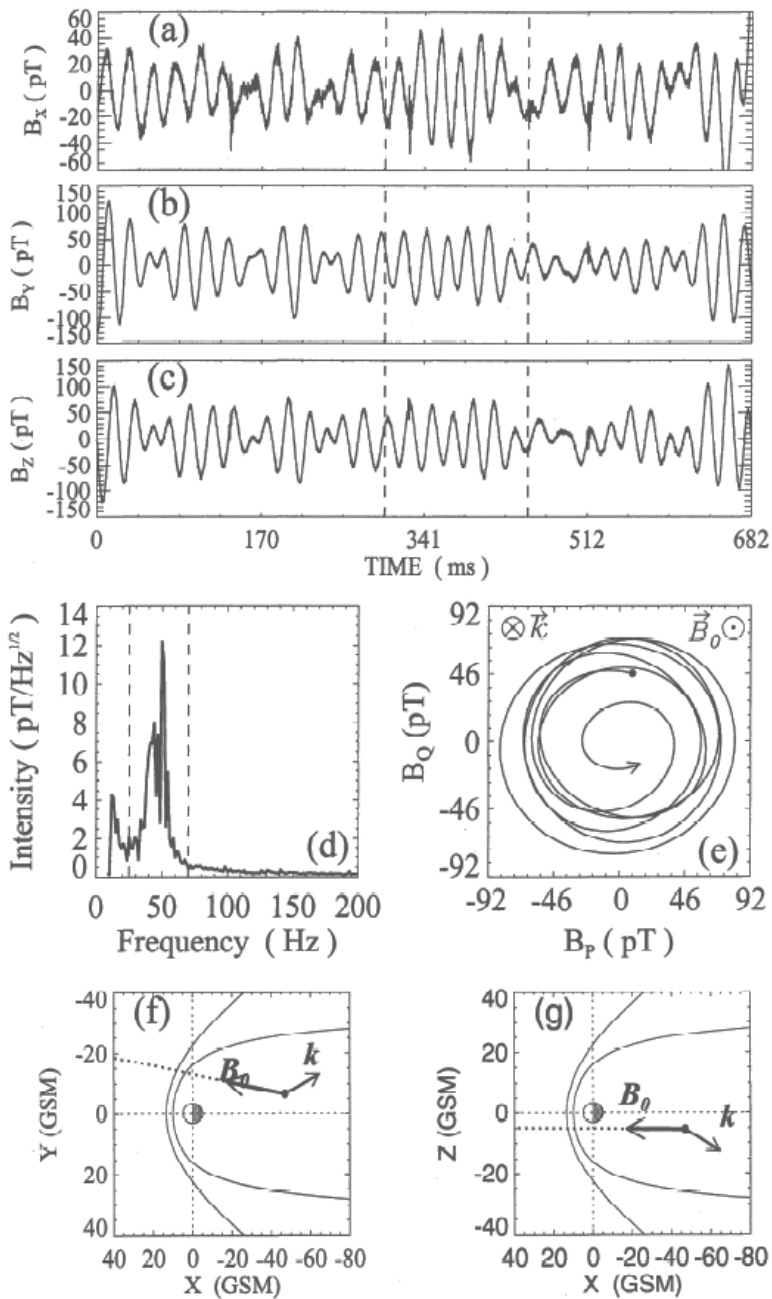 (a)
B_X (pT)
60
40
20
0
-20
-40
-60
(b)
B_Y (pT)
150
100
50
0
-50
-100
-150
(c)
B_Z (pT)
150
100
50
0
-50
-100
-150
0 170 341 512 682
TIME (ms)
(d)
Intensity (pT/Hz^1/2)
14
12
10
8
6
4
2
0
0 50 100 150 200
Frequency (Hz)
(e)
⊗ k⃗ B⃗_0 ⊙
B_Q (pT)
92
46
0
-46
-92
-92 -46 0 46 92
B_P (pT)
(f)
B_0 k
Y (GSM)
-40
-20
0
20
40
40 20 0 -20 -40 -60 -80
X (GSM)
(g)
B_0 k
Z (GSM)
40
20
0
-20
-40
40 20 0 -20 -40 -60 -80
X (GSM)